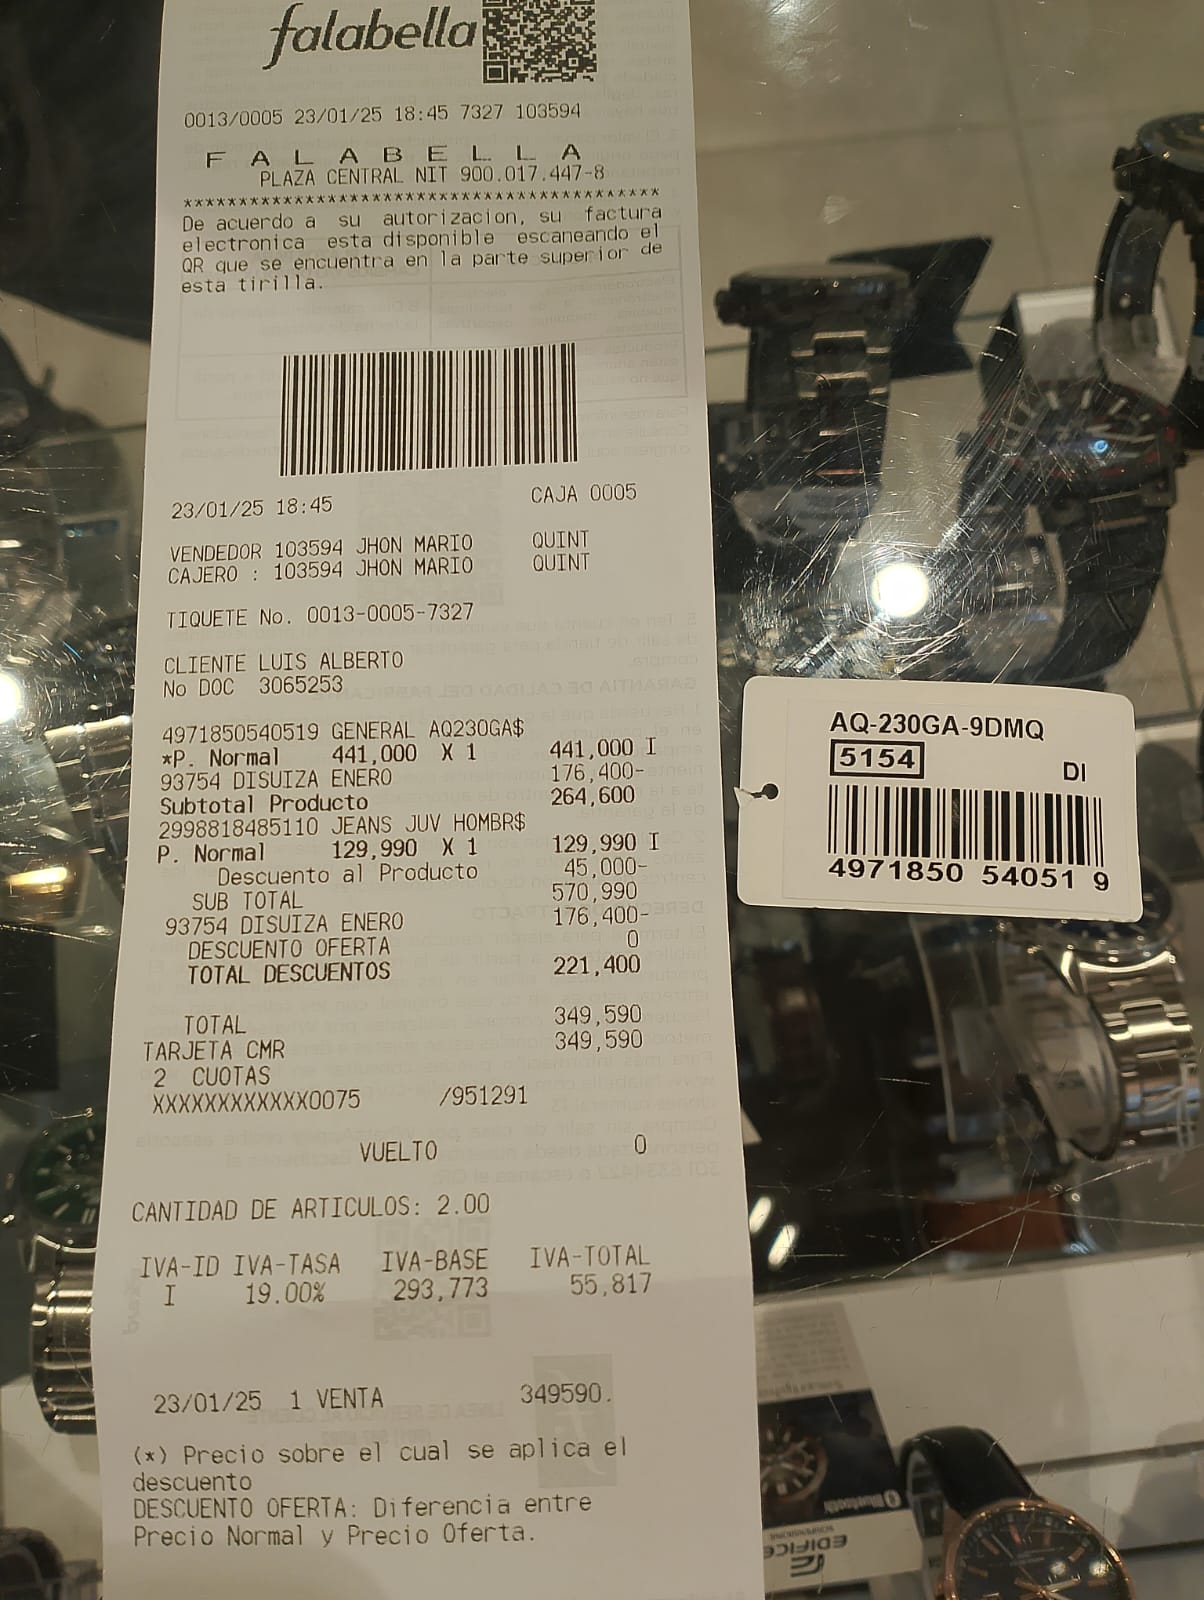 falabella
0013/0005 23/01/25 18:45 7327 103594
F A L A B E L L A
PLAZA CENTRAL NIT 900.017.447-8
*******************************************
De acuerdo a su autorizacion, su factura
electronica esta disponible escaneando el
QR que se encuentra en la parte superior de
esta tirilla.
23/01/25 18:45 CAJA 0005
VENDEDOR 103594 JHON MARIO QUINT
CAJERO : 103594 JHON MARIO QUINT
TIQUETE No. 0013-0005-7327
CLIENTE LUIS ALBERTO
No DOC 3065253
4971850540519 GENERAL AQ230GA$
*P. Normal 441,000 X 1 441,000 I
93754 DISUIZA ENERO 176,400-
Subtotal Producto 264,600
2998818485110 JEANS JUV HOMBR$
P. Normal 129,990 X 1 129,990 I
Descuento al Producto 45,000-
SUB TOTAL 570,990
93754 DISUIZA ENERO 176,400-
DESCUENTO OFERTA 0
TOTAL DESCUENTOS 221,400
TOTAL 349,590
TARJETA CMR 349,590
2 CUOTAS
XXXXXXXXXXXX0075 /951291
VUELTO 0
CANTIDAD DE ARTICULOS: 2.00
IVA-ID IVA-TASA IVA-BASE IVA-TOTAL
I 19.00% 293,773 55,817
23/01/25 1 VENTA 349590.
(*) Precio sobre el cual se aplica el
descuento
DESCUENTO OFERTA: Diferencia entre
Precio Normal y Precio Oferta.
AQ-230GA-9DMQ
5154
DI
4971850 54051 9
Bluetooth
EDIFICE